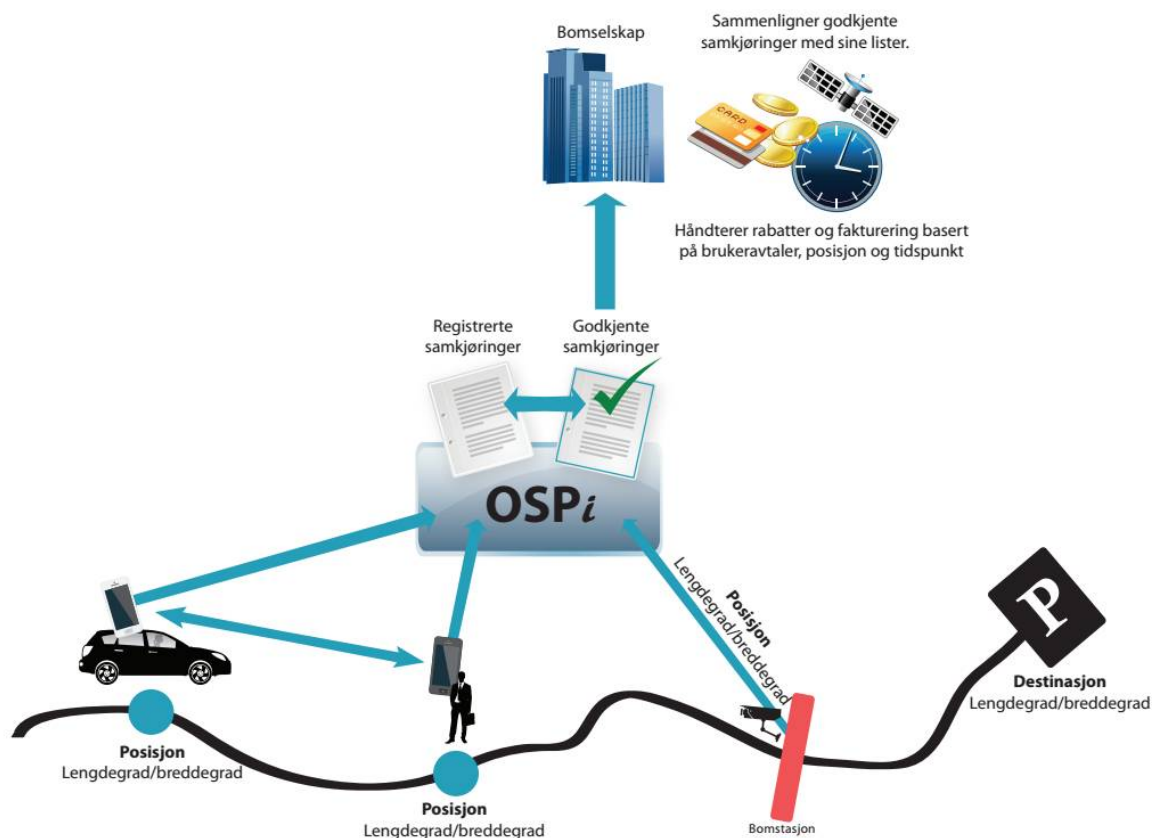 Bomselskap
Sammenligner godkjente
samkjøringer med sine lister.
CARD
Håndterer rabatter og fakturering basert
på brukeravtaler, posisjon og tidspunkt
Registrerte
samkjøringer
Godkjente
samkjøringer
OSPi
Posisjon
Lengdegrad/breddegrad
P
Destinasjon
Lengdegrad/breddegrad
Posisjon
Lengdegrad/breddegrad
Posisjon
Lengdegrad/breddegrad
Bomstasjon